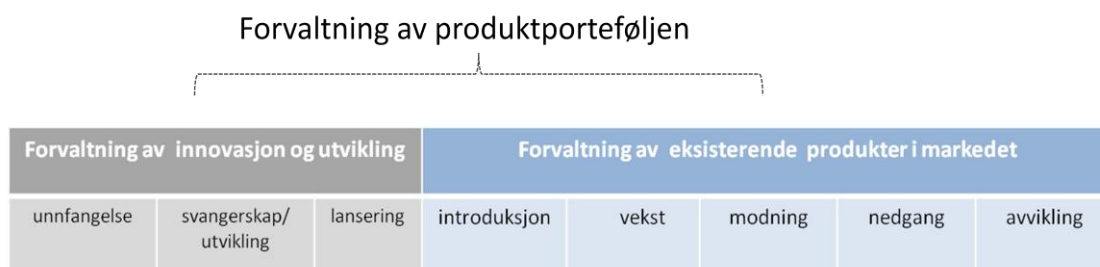 Forvaltning av produktporteføljen
Forvaltning av innovasjon og utvikling
Forvaltning av eksisterende produkter i markedet
unnfangelse
svangerskap/
utvikling
lansering
introduksjon
vekst
modning
nedgang
avvikling